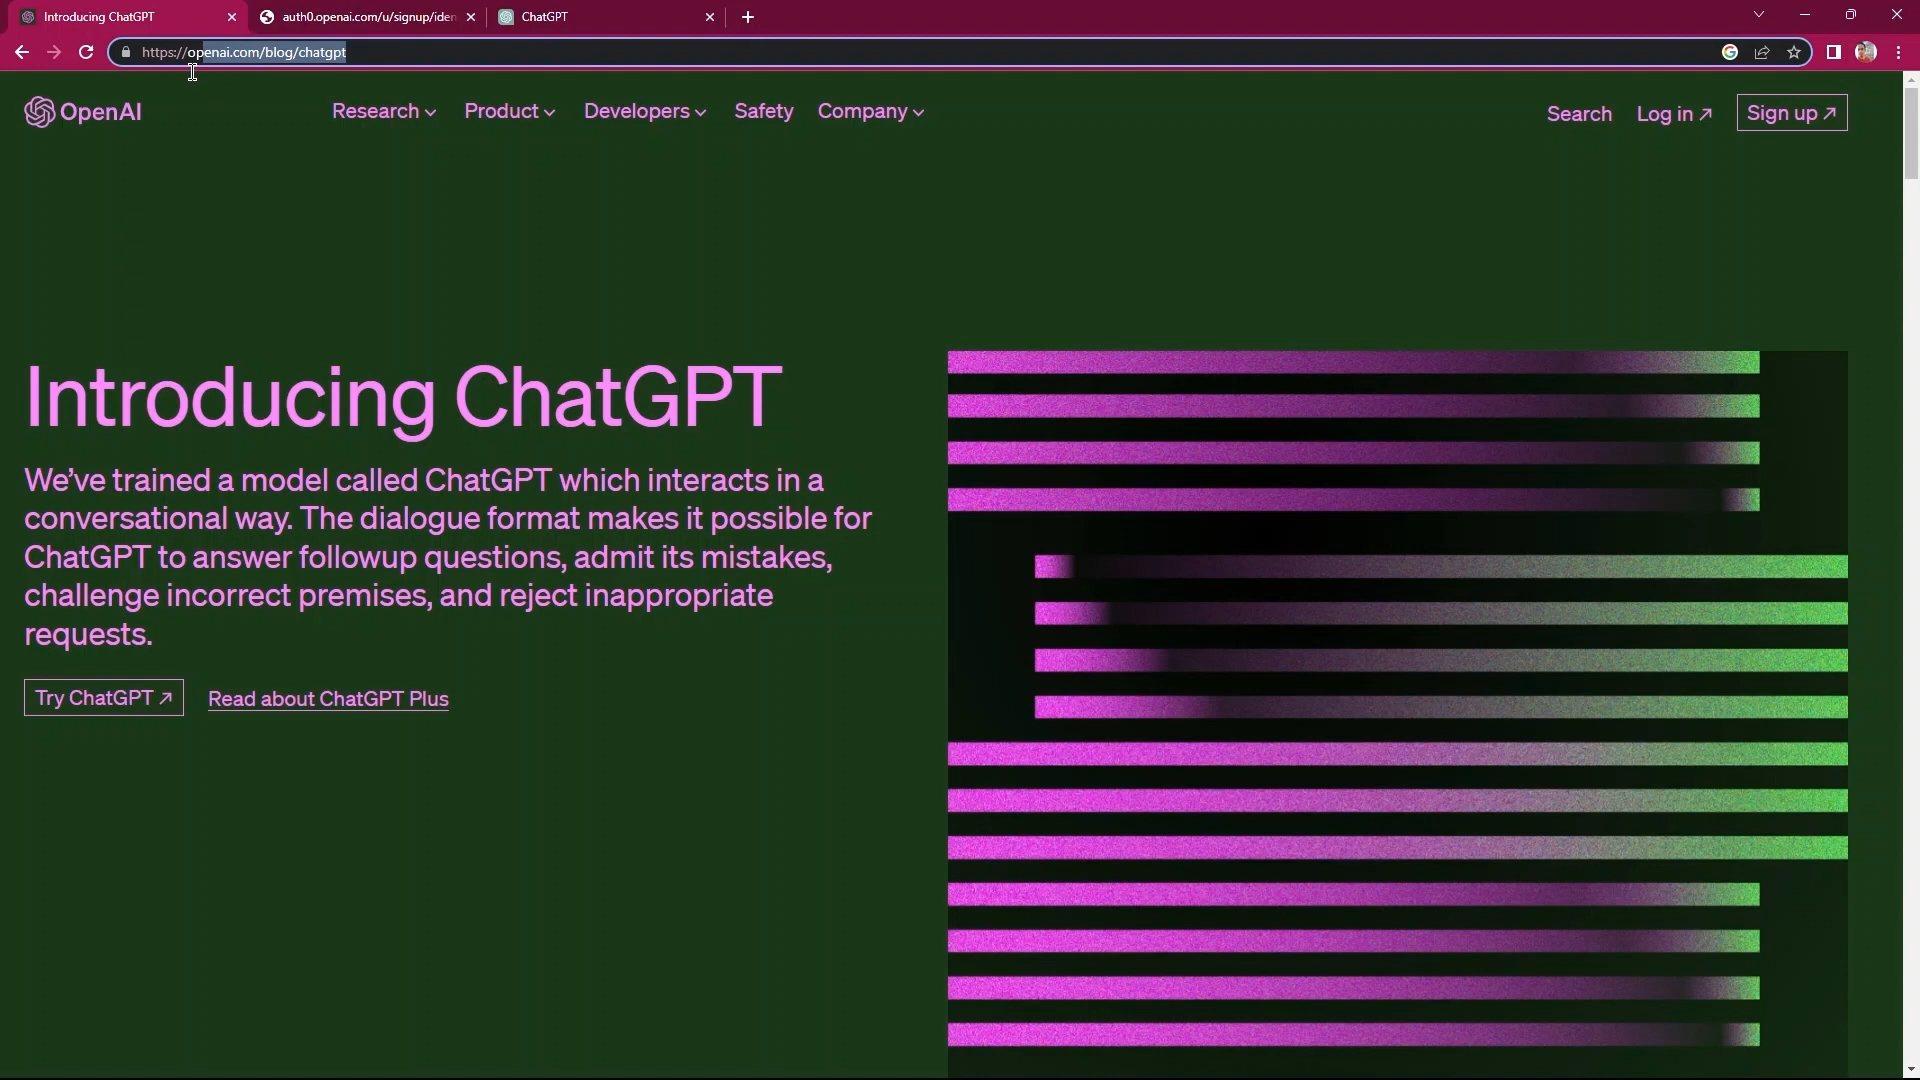 Introducing ChatGPT
auth0.openai.com/u/signup/iden
ChatGPT
https://openai.com/blog/chatgpt
OpenAI
Research
Product
Developers
Safety
Company
Search
Log in ↗
Sign up ↗
Introducing ChatGPT
We’ve trained a model called ChatGPT which interacts in a
conversational way. The dialogue format makes it possible for
ChatGPT to answer followup questions, admit its mistakes,
challenge incorrect premises, and reject inappropriate
requests.
Try ChatGPT ↗
Read about ChatGPT Plus